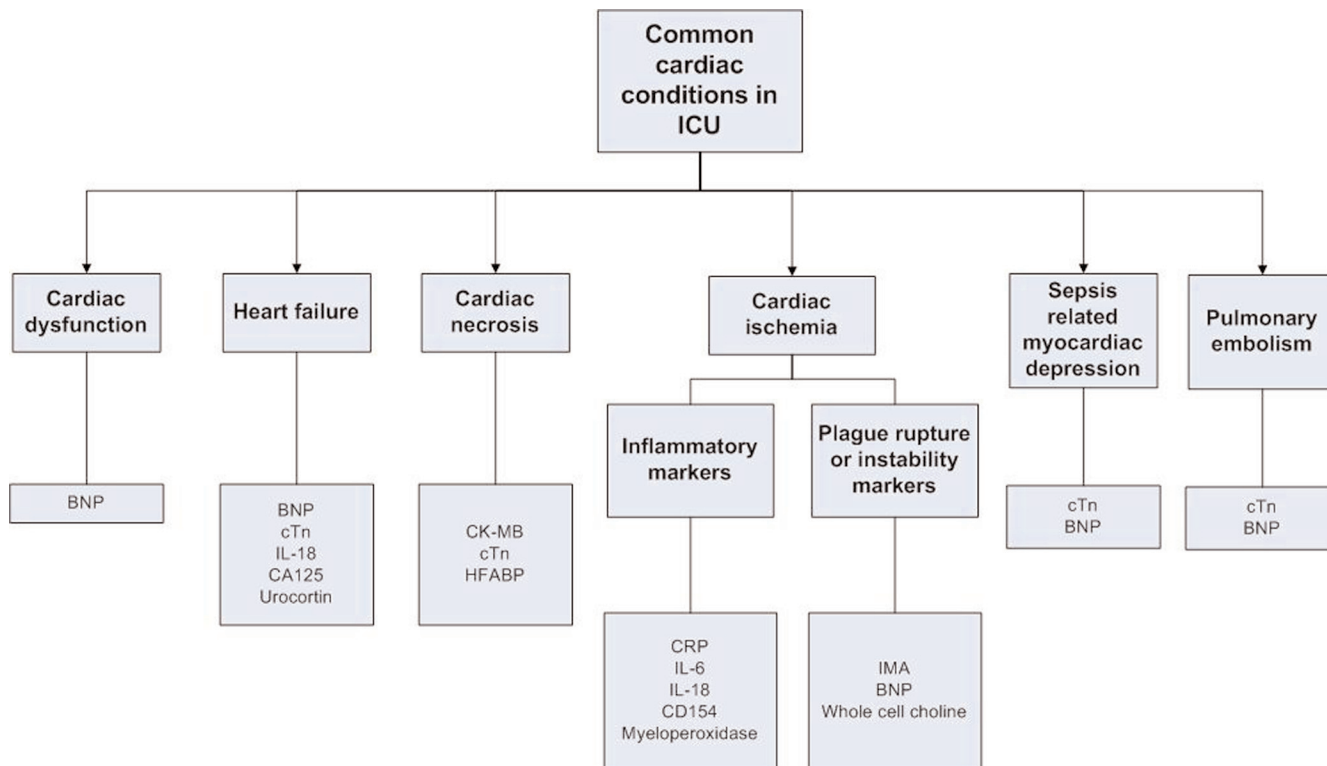 Common
cardiac
conditions in
ICU
Cardiac
dysfunction
Heart failure
Cardiac
necrosis
Cardiac
ischemia
Sepsis
related
myocardiac
depression
Pulmonary
embolism
Inflammatory
markers
Plague rupture
or instability
markers
BNP
BNP
cTn
IL-18
CA125
Urocortin
CK-MB
cTn
HFABP
CRP
IL-6
IL-18
CD154
Myeloperoxidase
IMA
BNP
Whole cell choline
cTn
BNP
cTn
BNP